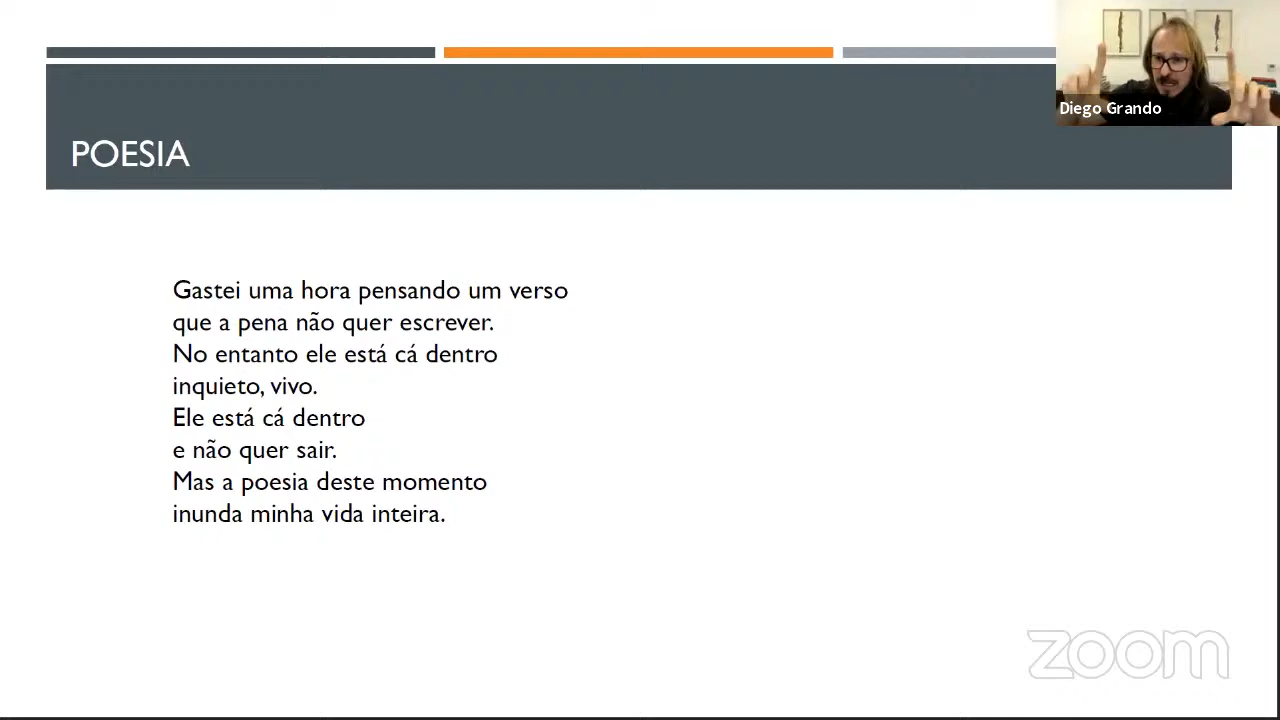 Diego Grando
POESIA
Gastei uma hora pensando um verso
que a pena não quer escrever.
No entanto ele está cá dentro
inquieto, vivo.
Ele está cá dentro
e não quer sair.
Mas a poesia deste momento
inunda minha vida inteira.
zoom